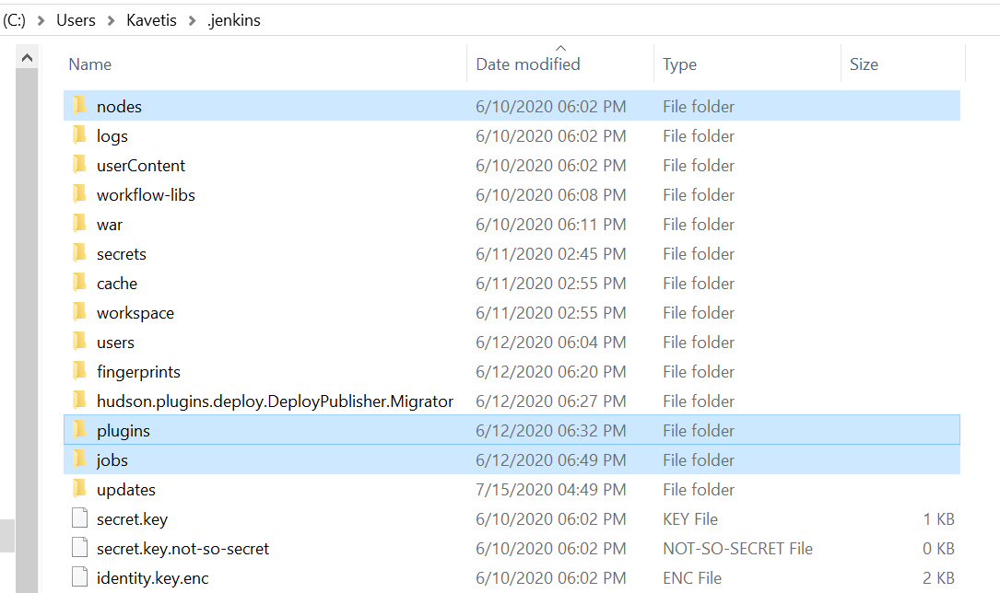 (C:) > Users > Kavetis > .jenkins
Name Date modified Type Size
nodes 6/10/2020 06:02 PM File folder
logs 6/10/2020 06:02 PM File folder
userContent 6/10/2020 06:02 PM File folder
workflow-libs 6/10/2020 06:08 PM File folder
war 6/10/2020 06:11 PM File folder
secrets 6/11/2020 02:45 PM File folder
cache 6/11/2020 02:55 PM File folder
workspace 6/11/2020 02:55 PM File folder
users 6/12/2020 06:04 PM File folder
fingerprints 6/12/2020 06:20 PM File folder
hudson.plugins.deploy.DeployPublisher.Migrator 6/12/2020 06:27 PM File folder
plugins 6/12/2020 06:32 PM File folder
jobs 6/12/2020 06:49 PM File folder
updates 7/15/2020 04:49 PM File folder
secret.key 6/10/2020 06:02 PM KEY File 1 KB
secret.key.not-so-secret 6/10/2020 06:02 PM NOT-SO-SECRET File 0 KB
identity.key.enc 6/10/2020 06:02 PM ENC File 2 KB